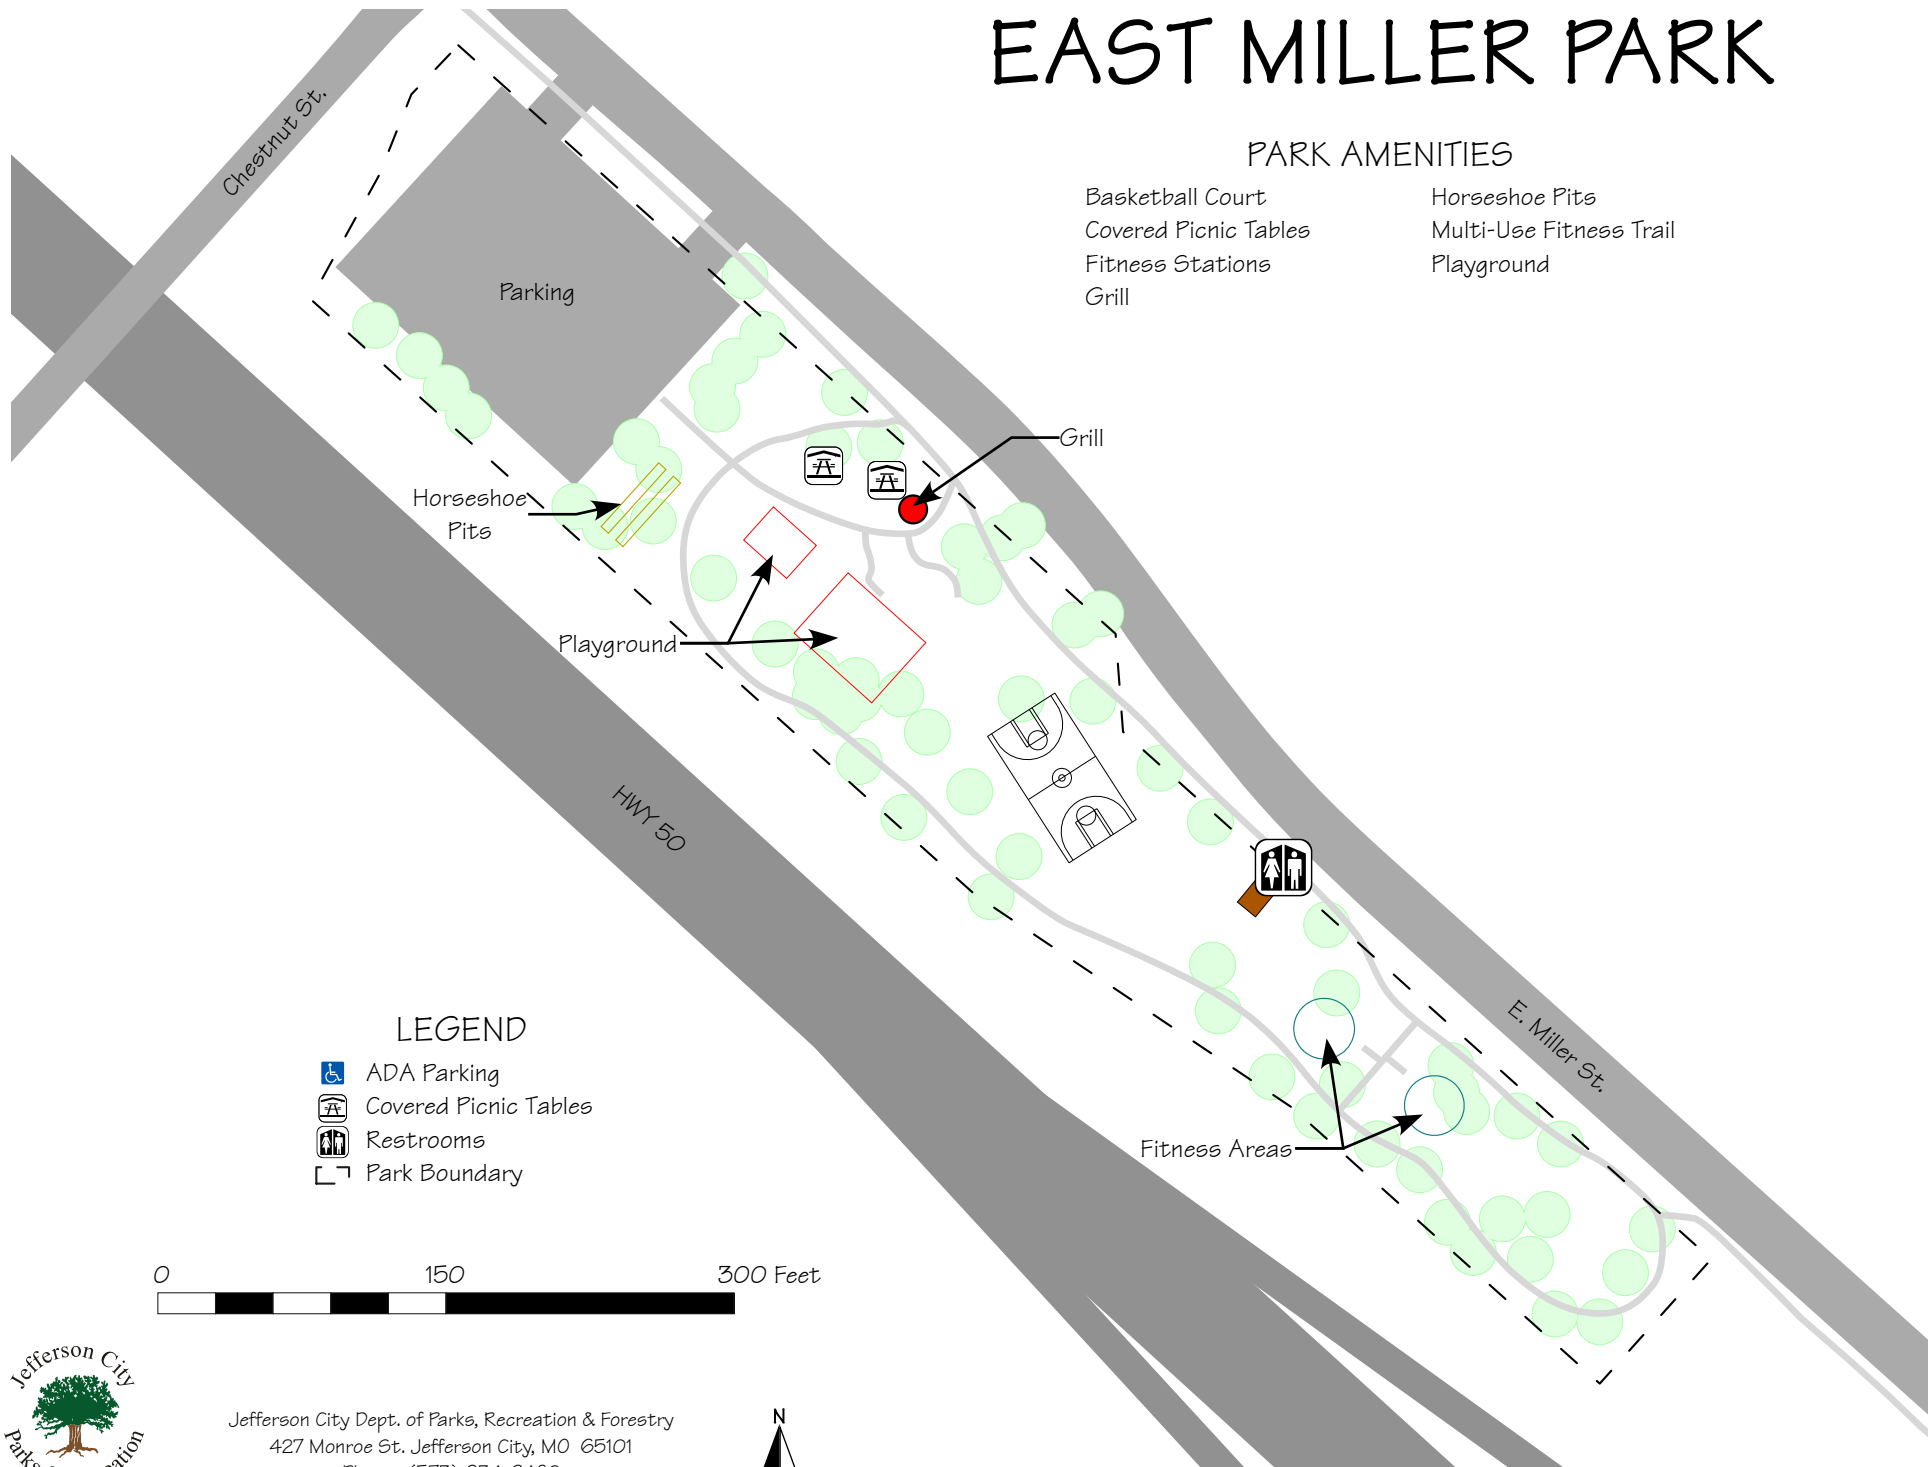 EAST MILLER PARK
PARK AMENITIES
Basketball Court
Covered Picnic Tables
Fitness Stations
Grill
Horseshoe Pits
Multi-Use Fitness Trail
Playground
Chestnut St.
Parking
Grill
Horseshoe
Pits
Playground
HWY 50
E. Miller St.
Fitness Areas
LEGEND
ADA Parking
Covered Picnic Tables
Restrooms
Park Boundary
0 150 300 Feet
Jefferson City
Jefferson City Dept. of Parks, Recreation & Forestry
427 Monroe St. Jefferson City, MO 65101
N